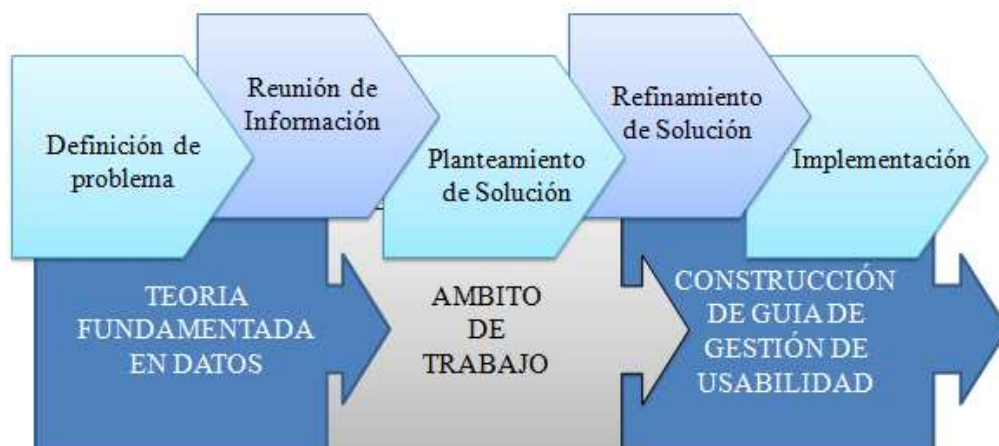 Definición de
problema
Reunión de
Información
Planteamiento
de Solución
Refinamiento
de Solución
Implementación
TEORIA
FUNDAMENTADA
EN DATOS
AMBITO
DE
TRABAJO
CONSTRUCCIÓN
DE GUIA DE
GESTIÓN DE
USABILIDAD